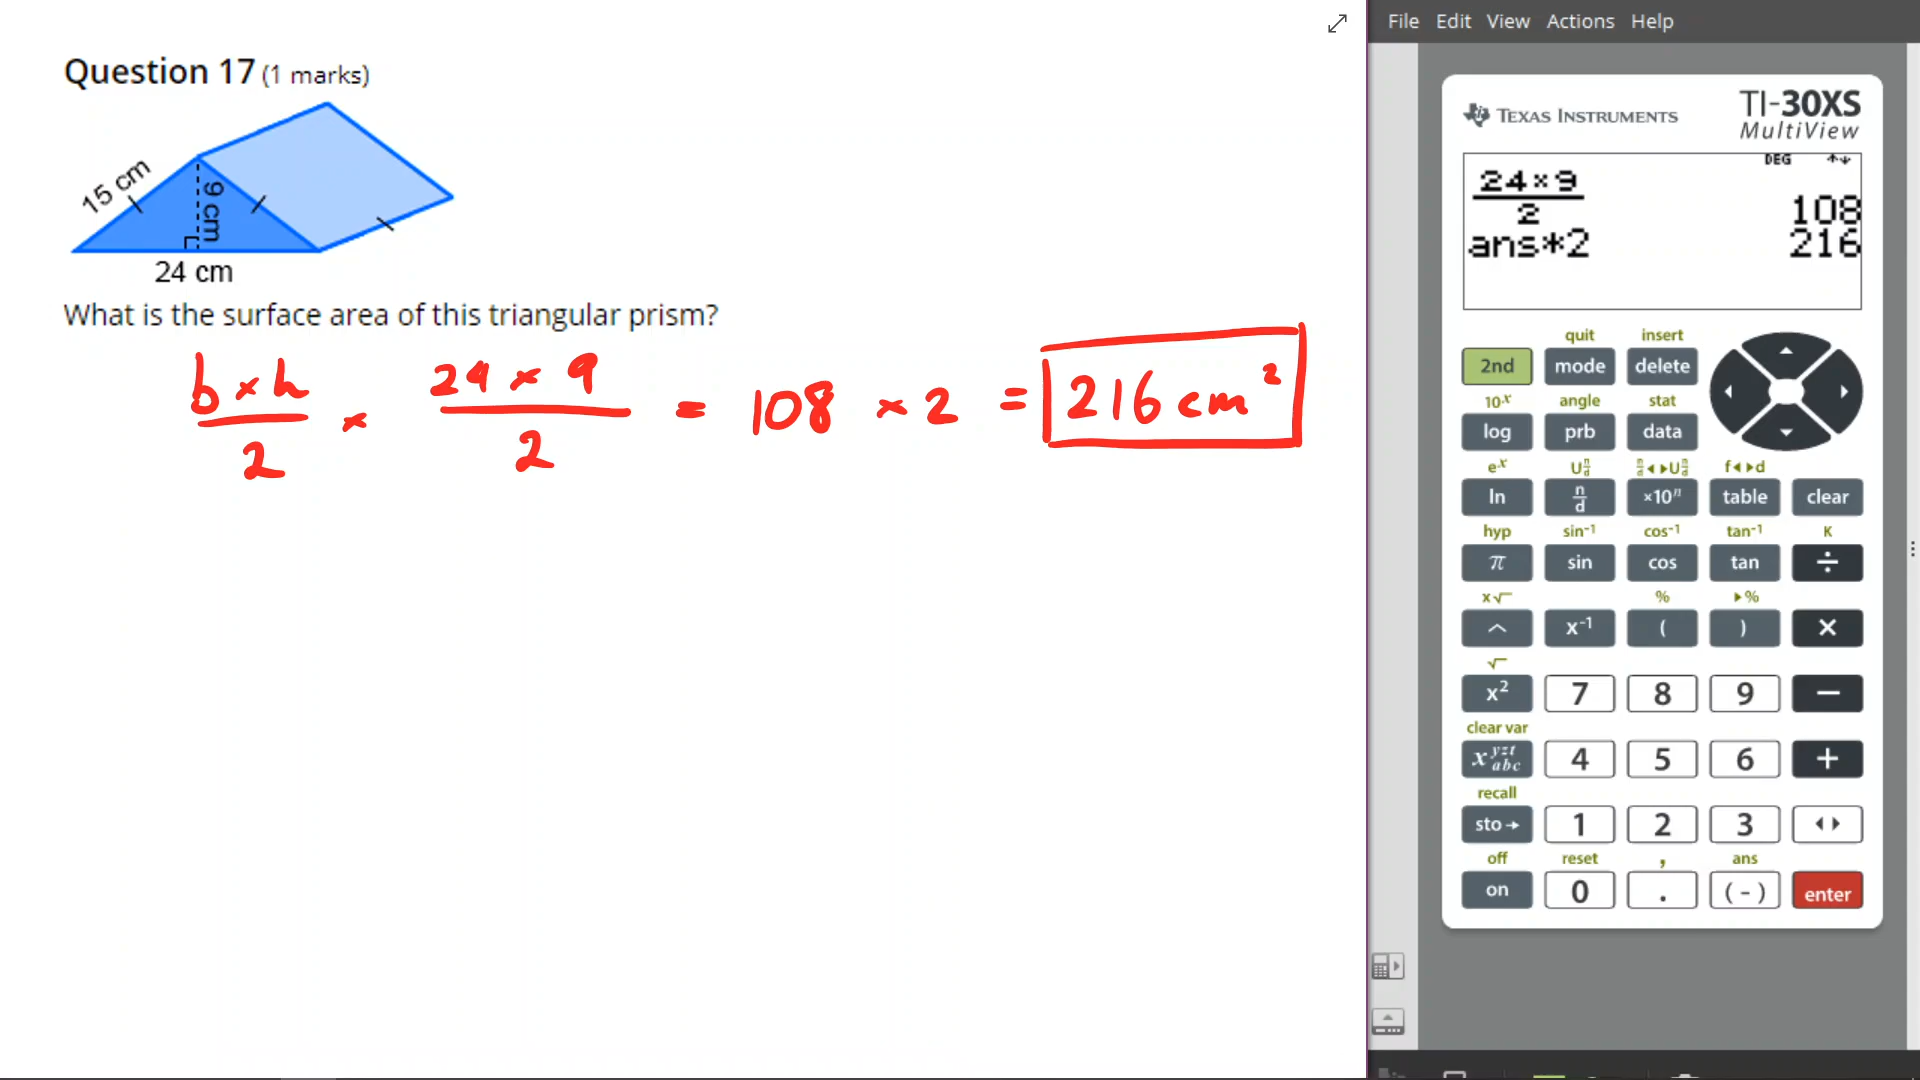 File Edit View Actions Help
Question 17 (1 marks)
15 cm
9 cm
24 cm
What is the surface area of this triangular prism?
b × h / 2 × 24 × 9 / 2 = 108 × 2 = 216 cm²
TEXAS INSTRUMENTS
TI-30XS
MultiView
DEG
24*9
2
108
ans*2 216
quit insert
2nd mode delete
10ˣ angle stat
log prb data
eˣ U n/d n/d ◂▸ U n/d f◂▸d
ln n/d ×10ⁿ table clear
hyp sin⁻¹ cos⁻¹ tan⁻¹ K
π sin cos tan ÷
ˣ√ % ▸%
^ x⁻¹ ( ) ×
√
x² 7 8 9 −
clear var
x yzt abc 4 5 6 +
recall
sto→ 1 2 3 ◂▸
off reset , ans
on 0 . (-) enter